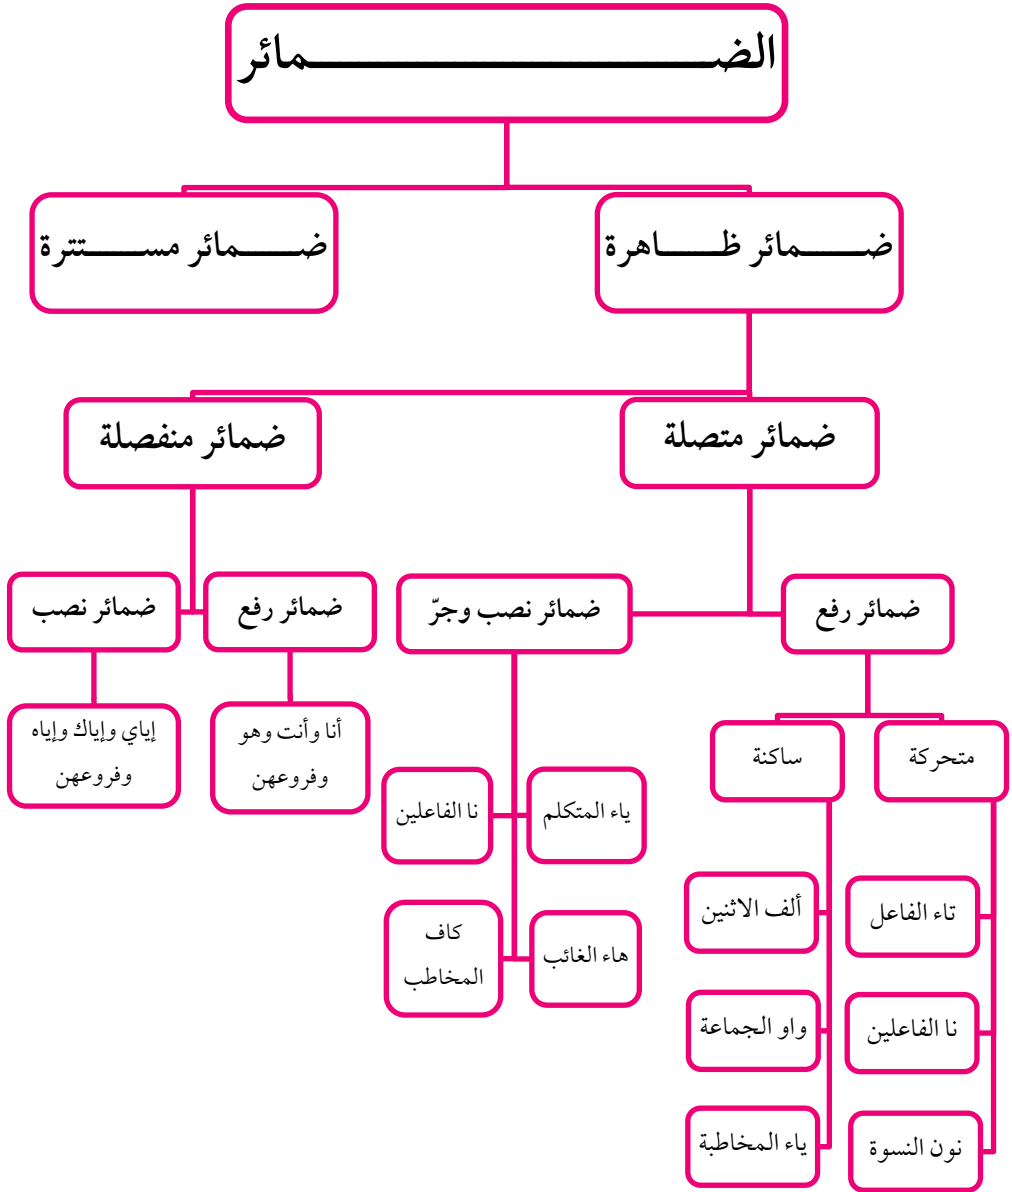 الضمائر
ضمائر ظاهرة
ضمائر مستترة
ضمائر متصلة
ضمائر منفصلة
ضمائر رفع
ضمائر نصب وجرّ
ضمائر رفع
ضمائر نصب
متحركة
ساكنة
أنا وأنت وهو
وفروعهن
إياي وإياك وإياه
وفروعهن
ياء المتكلم
نا الفاعلين
هاء الغائب
كاف
المخاطب
تاء الفاعل
ألف الاثنين
نا الفاعلين
واو الجماعة
نون النسوة
ياء المخاطبة